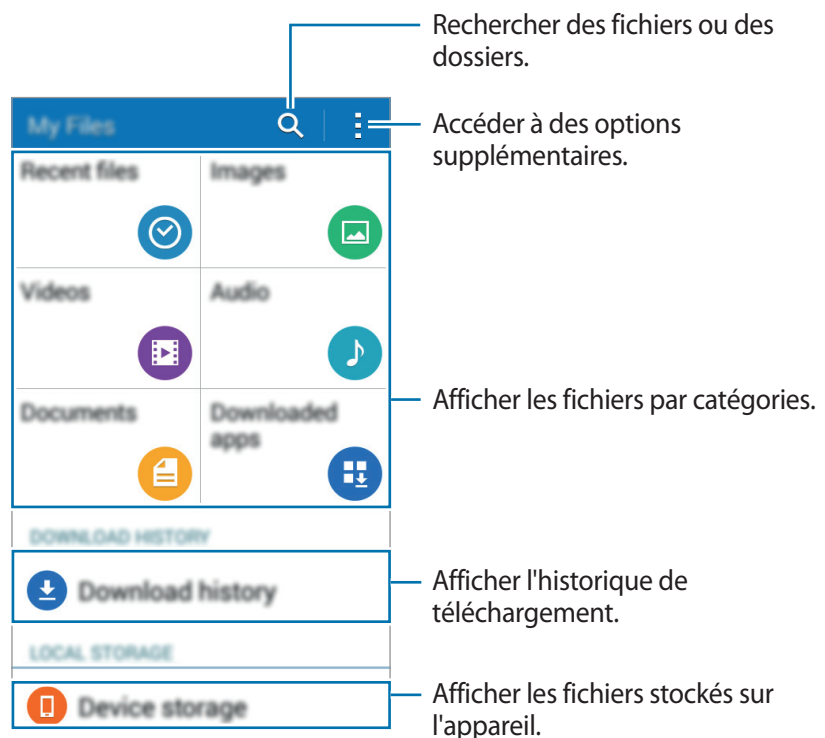 Rechercher des fichiers ou des
dossiers.
My Files
Accéder à des options
supplémentaires.
Recent files
Images
Videos
Audio
Afficher les fichiers par catégories.
Documents
Downloaded
apps
DOWNLOAD HISTORY
Download history
Afficher l'historique de
téléchargement.
LOCAL STORAGE
Device storage
Afficher les fichiers stockés sur
l'appareil.